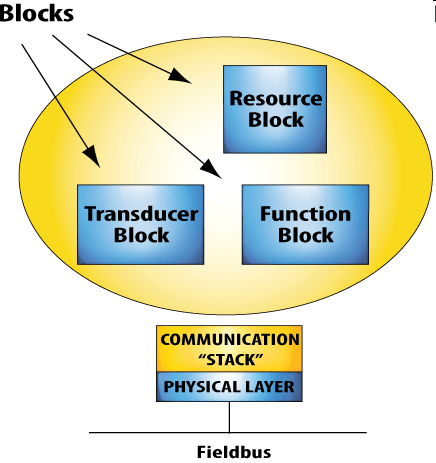 Blocks
Resource
Block
Transducer
Block
Function
Block
COMMUNICATION
“STACK”
PHYSICAL LAYER
Fieldbus